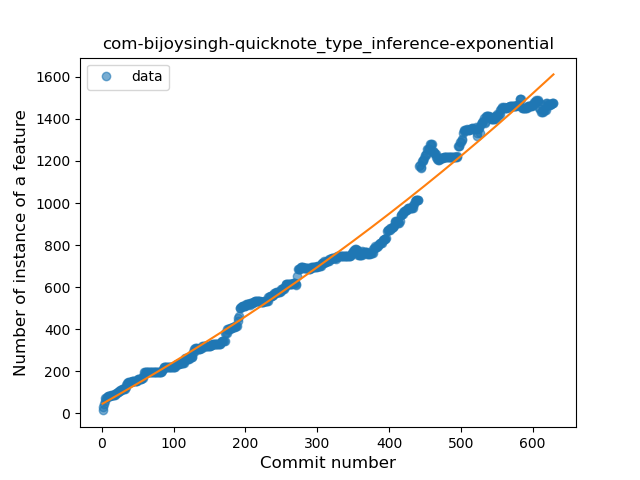 com-bijoysingh-quicknote_type_inference-exponential
data
Number of instance of a feature
1600
1400
1200
1000
800
600
400
200
0
0 100 200 300 400 500 600
Commit number